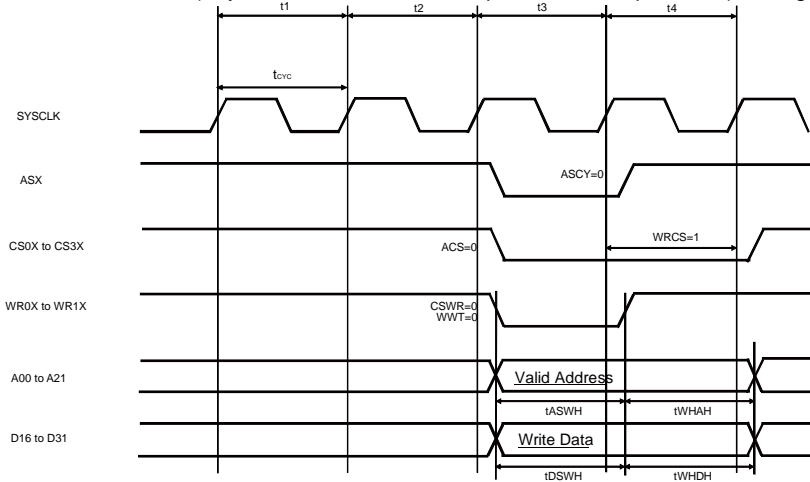 t1 t2 t3 t4
tCYC
SYSCLK
ASX
ASCY=0
CS0X to CS3X
ACS=0
WRCS=1
WR0X to WR1X
CSWR=0
WWT=0
A00 to A21
Valid Address
tASWH tWHAH
D16 to D31
Write Data
tDSWH tWHDH